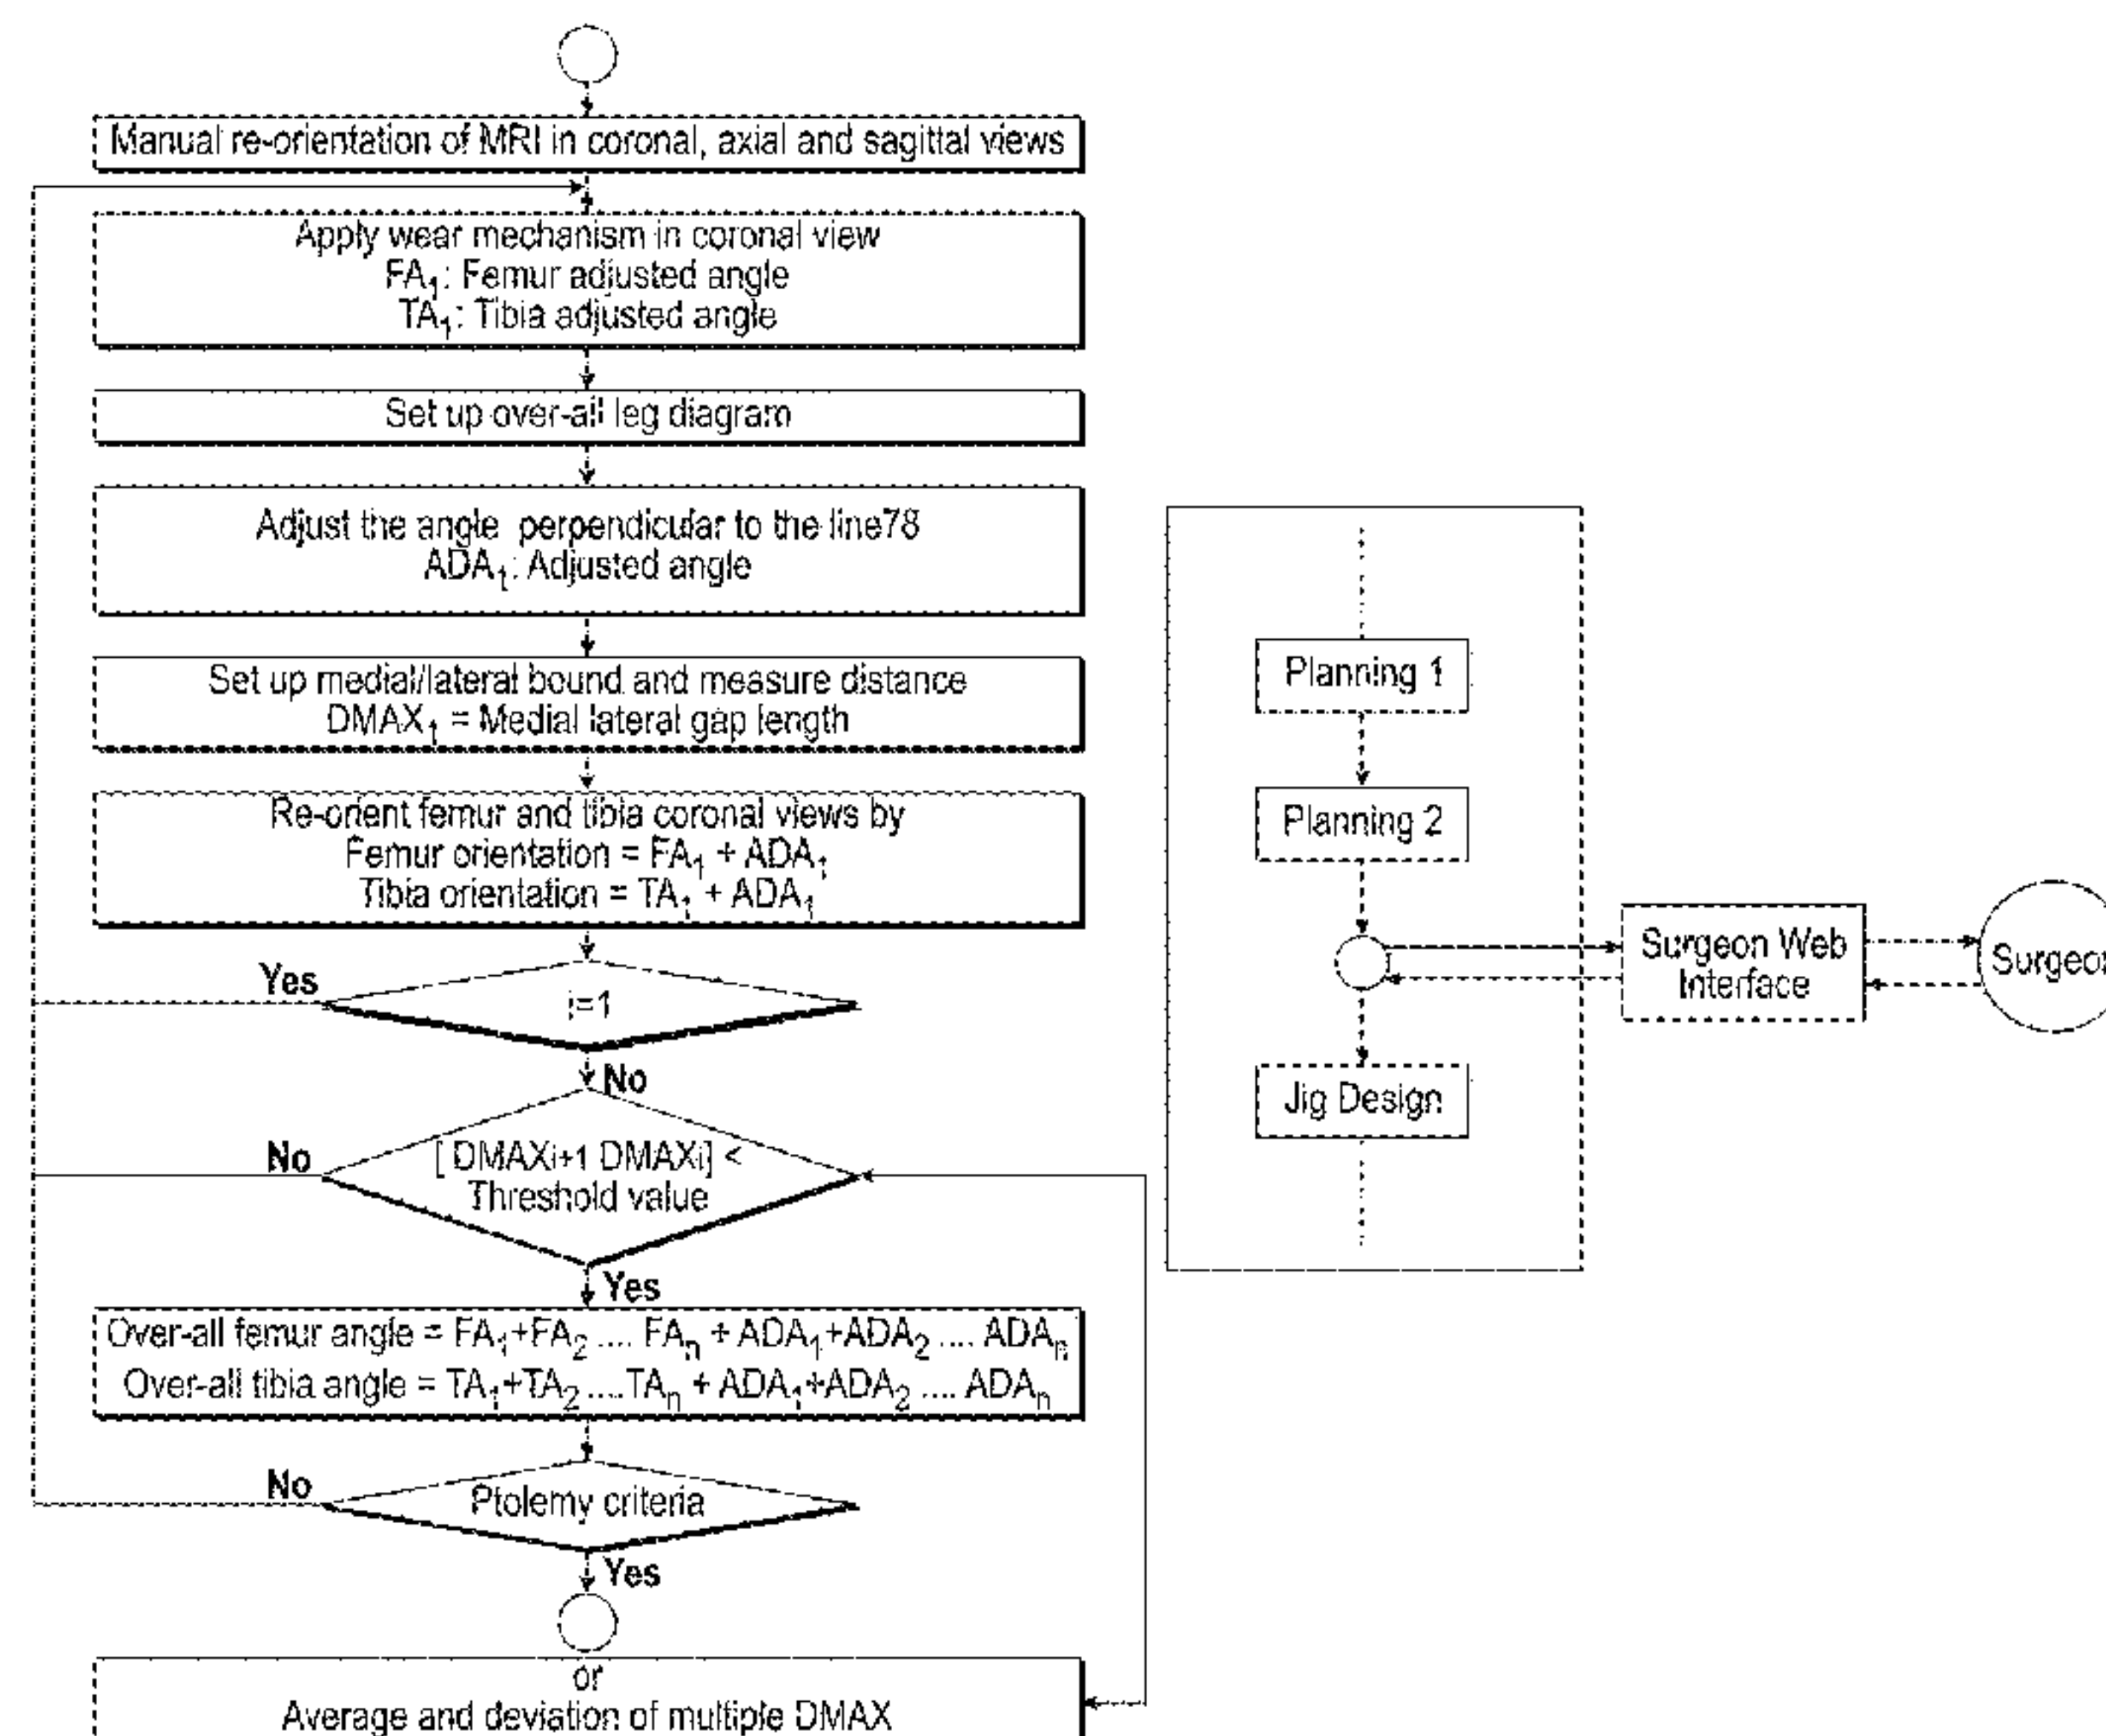 Manual re-orientation of MRI in coronal, axial and sagittal views
Apply wear mechanism in coronal view
FA₁: Femur adjusted angle
TA₁: Tibia adjusted angle
Set up over-all leg diagram
Adjust the angle perpendicular to the line78
ADA₁: Adjusted angle
Set up medial/lateral bound and measure distance
DMAX₁ = Medial lateral gap length
Re-orient femur and tibia coronal views by
Femur orientation = FA₁ + ADA₁
Tibia orientation = TA₁ + ADA₁
Yes
i=1
No
No
[ DMAXi+1 DMAXi] <
Threshold value
Yes
Over-all femur angle = FA₁+FA₂ .... FAₙ + ADA₁+ADA₂ .... ADAₙ
Over-all tibia angle = TA₁+TA₂ ....TAₙ + ADA₁+ADA₂ .... ADAₙ
No
Ptolemy criteria
Yes
or
Average and deviation of multiple DMAX
Planning 1
Planning 2
Jig Design
Surgeon Web
Interface